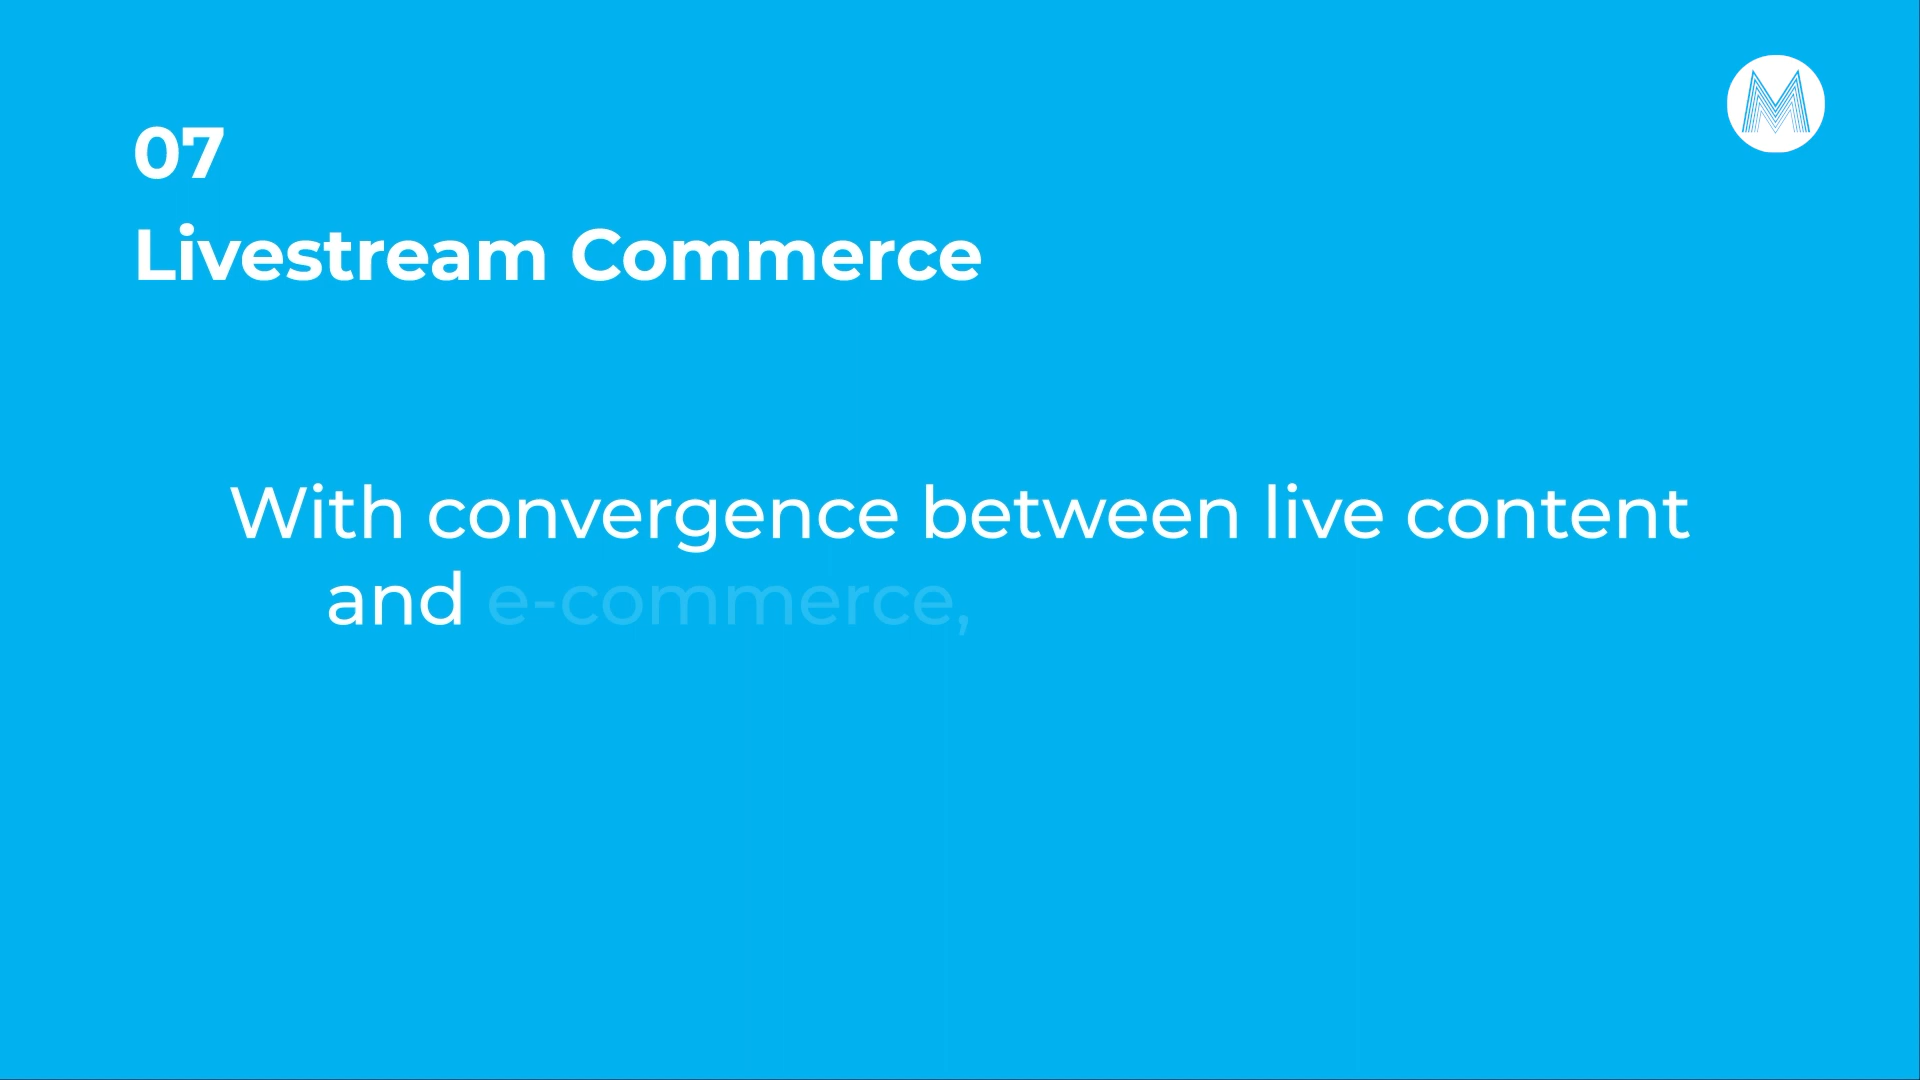 M
07
Livestream Commerce
With convergence between live content
and e-commerce,